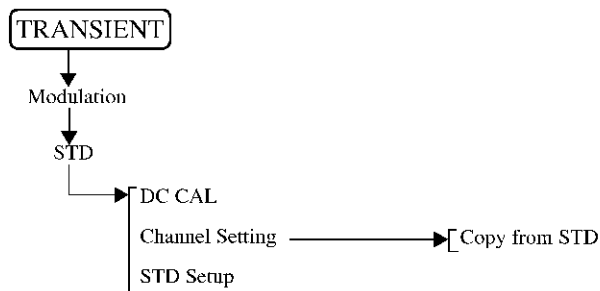 TRANSIENT
Modulation
STD
DC CAL
Channel Setting
Copy from STD
STD Setup